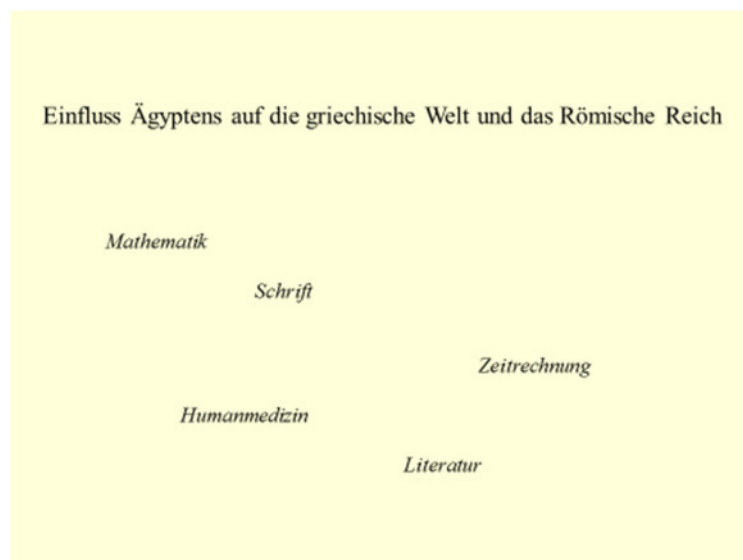 Einfluss Ägyptens auf die griechische Welt und das Römische Reich
Mathematik
Schrift
Zeitrechnung
Humanmedizin
Literatur